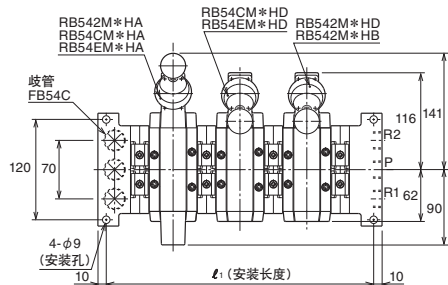 RB542M*HA
RB54CM*HA
RB54EM*HA
RB54CM*HD
RB54EM*HD
RB542M*HD
RB542M*HB
歧管
FB54C
R2
P
R1
116
141
62
90
120
70
4-φ9
(安装孔)
10
ℓ1 (安装长度)
10